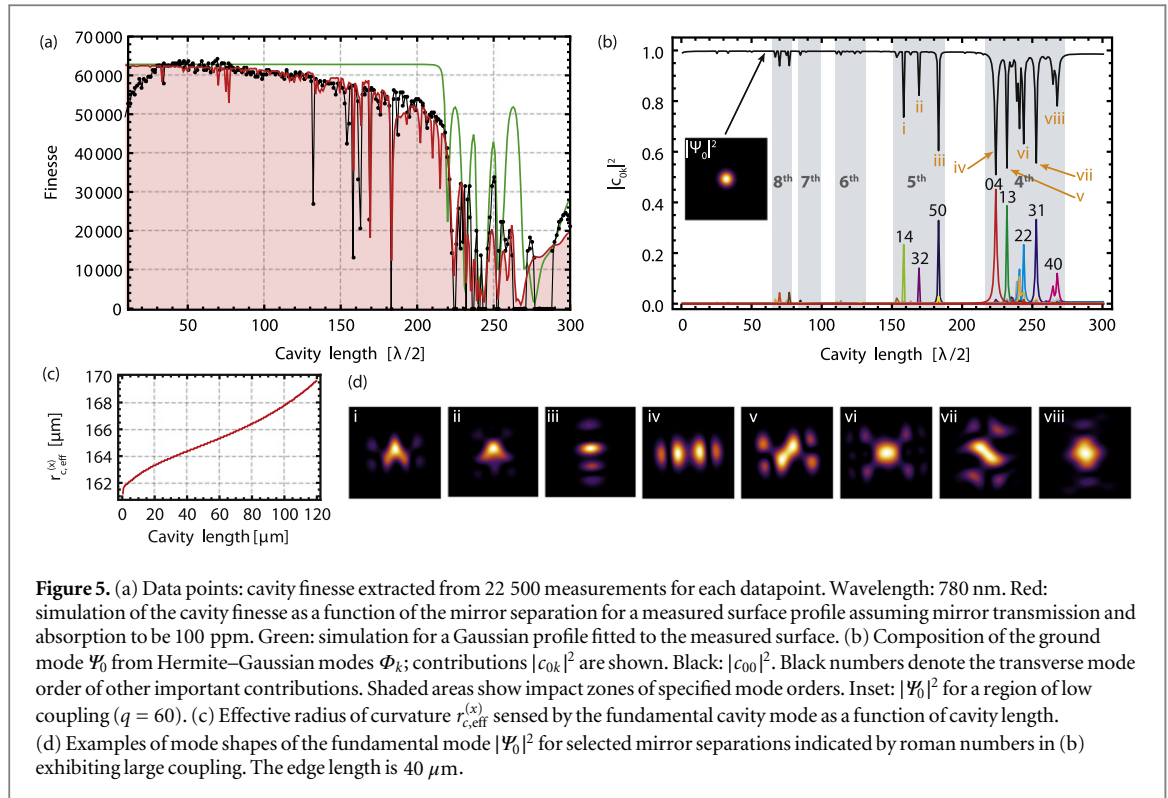 (a)
70 000
60 000
50 000
40 000
30 000
20 000
10 000
0
Finesse
50 100 150 200 250 300
Cavity length [λ/2]
(b)
1.0
0.8
0.6
0.4
0.2
0.0
|c₀ₖ|²
|Ψ₀|²
i
ii
iii
iv
v
vi
vii
viii
8ᵗʰ 7ᵗʰ 6ᵗʰ 5ᵗʰ 4ᵗʰ
14
32
50
04
13
22
31
40
0 50 100 150 200 250 300
Cavity length [λ/2]
(c)
170
168
166
164
162
r_{c,eff}^{(x)} [µm]
0 20 40 60 80 100 120
Cavity length [µm]
(d)
i ii iii iv v vi vii viii
Figure 5. (a) Data points: cavity finesse extracted from 22 500 measurements for each datapoint. Wavelength: 780 nm. Red:
simulation of the cavity finesse as a function of the mirror separation for a measured surface profile assuming mirror transmission and
absorption to be 100 ppm. Green: simulation for a Gaussian profile fitted to the measured surface. (b) Composition of the ground
mode Ψ₀ from Hermite–Gaussian modes Φₖ; contributions |c₀ₖ|² are shown. Black: |c₀₀|². Black numbers denote the transverse mode
order of other important contributions. Shaded areas show impact zones of specified mode orders. Inset: |Ψ₀|² for a region of low
coupling (q = 60). (c) Effective radius of curvature r_{c,eff}^{(x)} sensed by the fundamental cavity mode as a function of cavity length.
(d) Examples of mode shapes of the fundamental mode |Ψ₀|² for selected mirror separations indicated by roman numbers in (b)
exhibiting large coupling. The edge length is 40 µm.